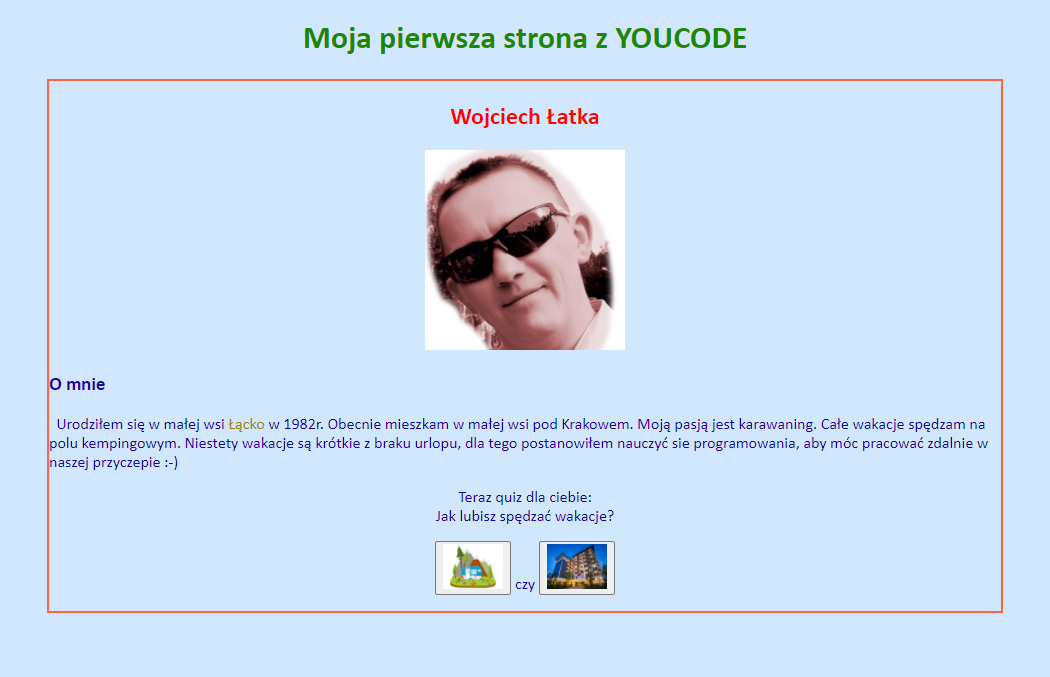 Moja pierwsza strona z YOUCODE
Wojciech Łatka
O mnie
Urodziłem się w małej wsi Łącko w 1982r. Obecnie mieszkam w małej wsi pod Krakowem. Moją pasją jest karawaning. Całe wakacje spędzam na
polu kempingowym. Niestety wakacje są krótkie z braku urlopu, dla tego postanowiłem nauczyć sie programowania, aby móc pracować zdalnie w
naszej przyczepie :-)
Teraz quiz dla ciebie:
Jak lubisz spędzać wakacje?
czy